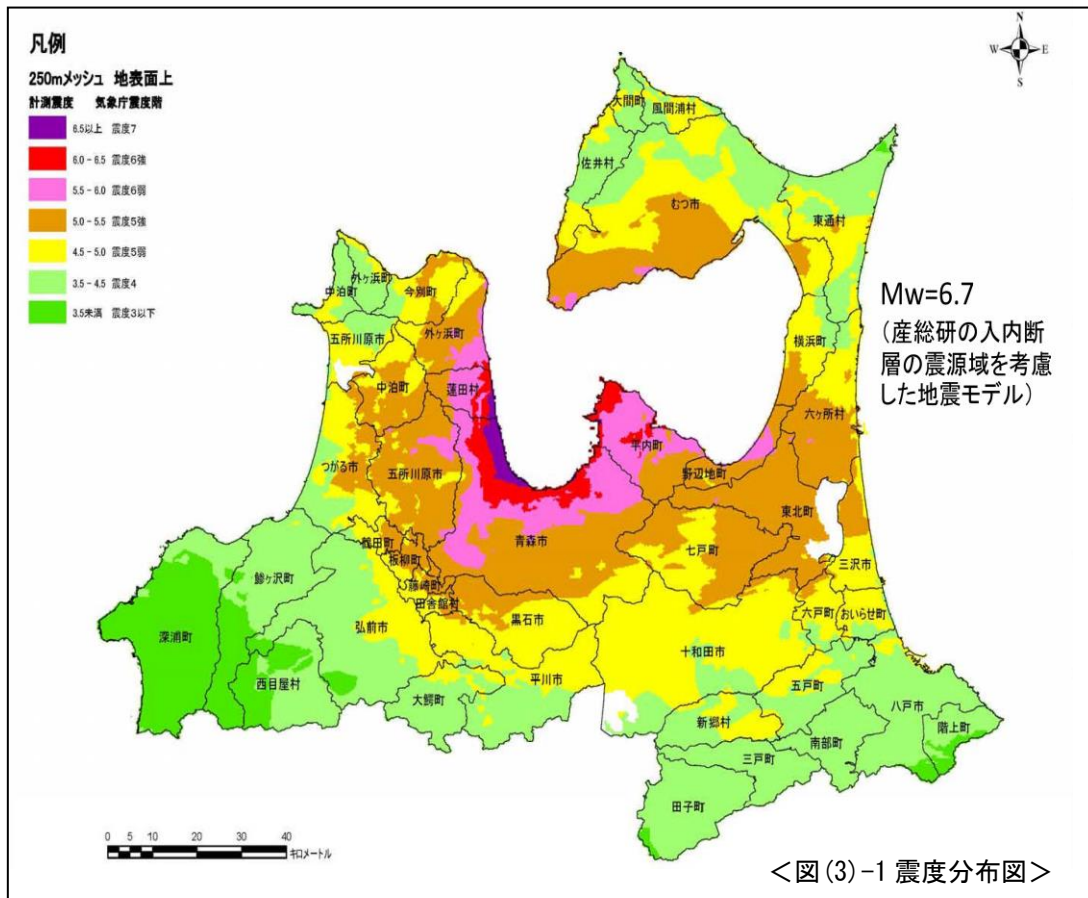 凡例
250mメッシュ 地表面上
計測震度 気象庁震度階
6.5以上 震度7
6.0-6.5 震度6強
5.5-6.0 震度6弱
5.0-5.5 震度5強
4.5-5.0 震度5弱
3.5-4.5 震度4
3.5未満 震度3以下
N
W E
S
大間町
風間浦村
佐井村
むつ市
東通村
外ヶ浜町
中泊町
今別町
五所川原市
外ヶ浜町
中泊町
蓬田村
横浜町
六ヶ所村
Mw=6.7
(産総研の入内断
層の震源域を考慮
した地震モデル)
つがる市
五所川原市
平内町
野辺地町
東北町
青森市
七戸町
三沢市
鶴田町
板柳町
藤崎町
田舎館村
鰺ヶ沢町
弘前市
黒石市
六戸町
おいらせ町
深浦町
西目屋村
平川市
十和田市
大鰐町
五戸町
新郷村
八戸市
階上町
南部町
三戸町
田子町
0 5 10 20 30 40
キロメートル
<図(3)-1 震度分布図>